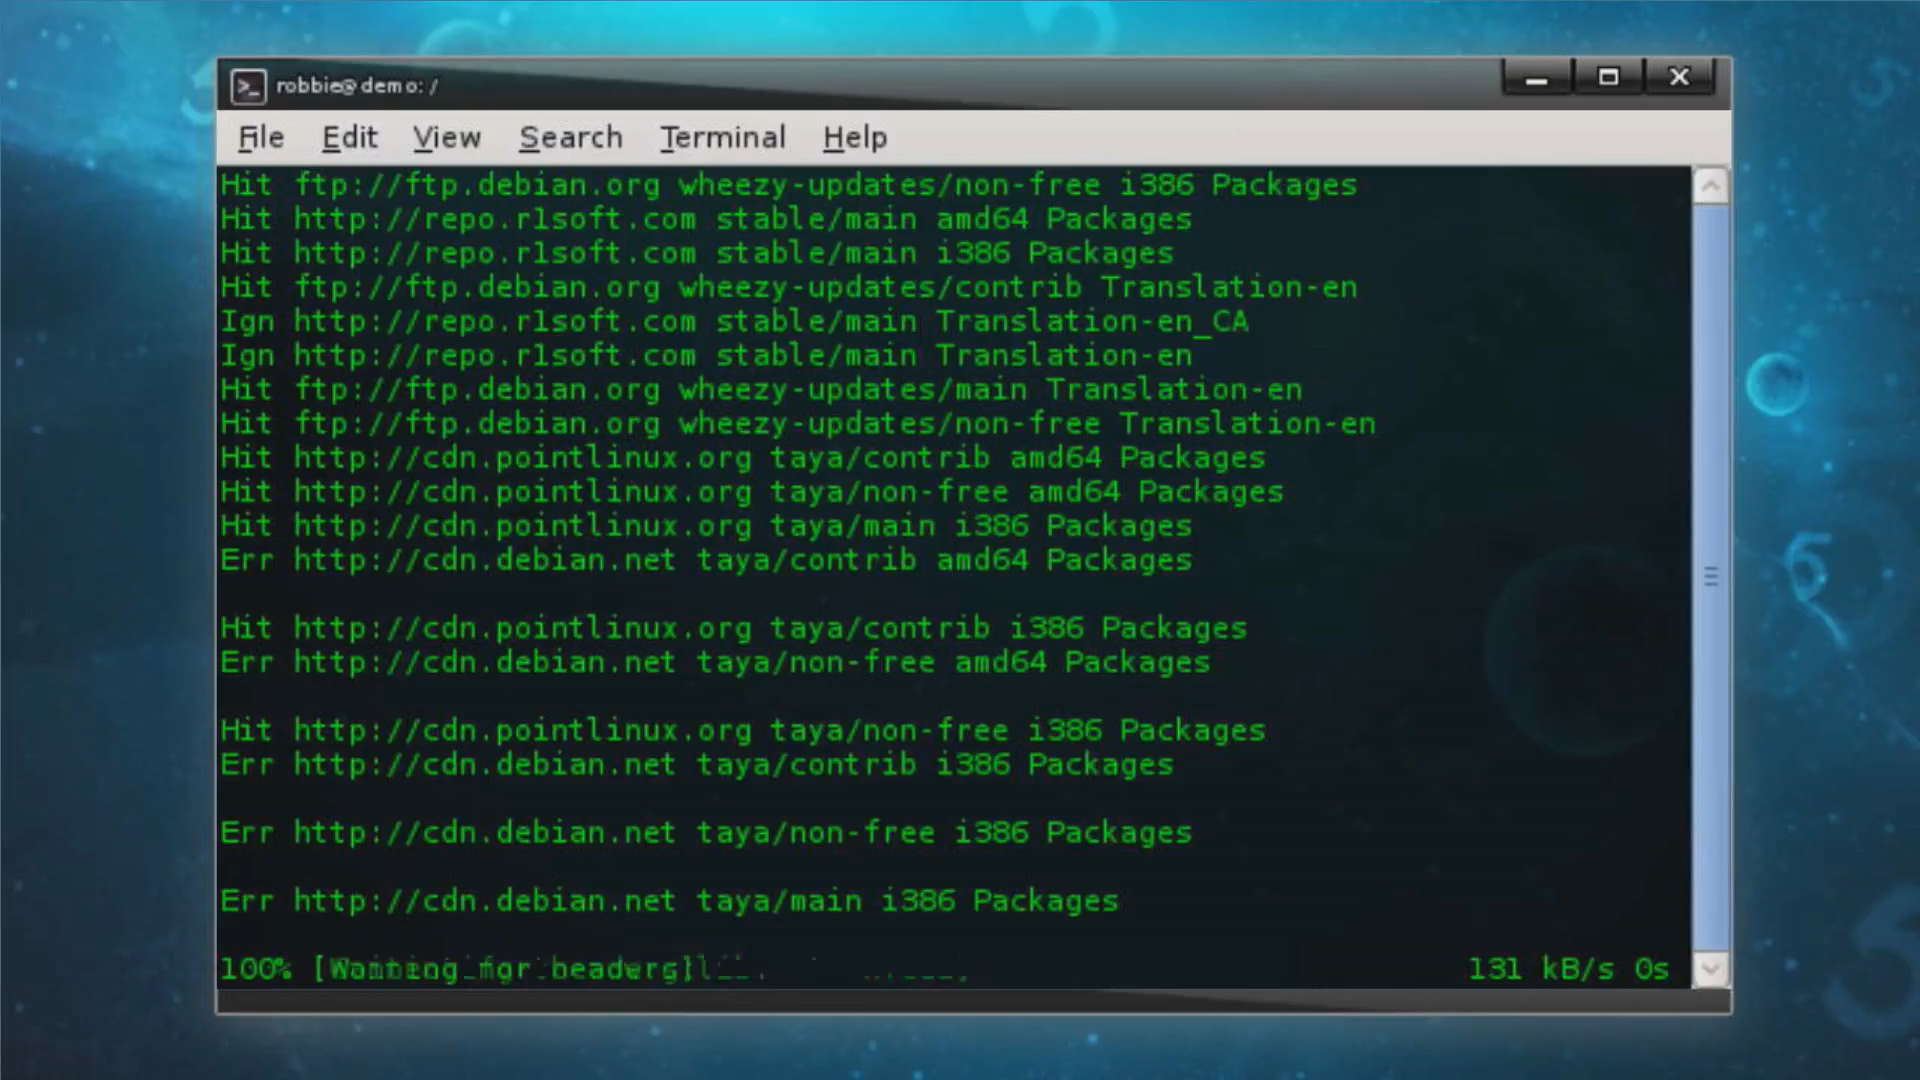 robbie@demo: /
File Edit View Search Terminal Help
Hit ftp://ftp.debian.org wheezy-updates/non-free i386 Packages
Hit http://repo.r1soft.com stable/main amd64 Packages
Hit http://repo.r1soft.com stable/main i386 Packages
Hit ftp://ftp.debian.org wheezy-updates/contrib Translation-en
Ign http://repo.r1soft.com stable/main Translation-en_CA
Ign http://repo.r1soft.com stable/main Translation-en
Hit ftp://ftp.debian.org wheezy-updates/main Translation-en
Hit ftp://ftp.debian.org wheezy-updates/non-free Translation-en
Hit http://cdn.pointlinux.org taya/contrib amd64 Packages
Hit http://cdn.pointlinux.org taya/non-free amd64 Packages
Hit http://cdn.pointlinux.org taya/main i386 Packages
Err http://cdn.debian.net taya/contrib amd64 Packages
Hit http://cdn.pointlinux.org taya/contrib i386 Packages
Err http://cdn.debian.net taya/non-free amd64 Packages
Hit http://cdn.pointlinux.org taya/non-free i386 Packages
Err http://cdn.debian.net taya/contrib i386 Packages
Err http://cdn.debian.net taya/non-free i386 Packages
Err http://cdn.debian.net taya/main i386 Packages
100% 131 kB/s 0s